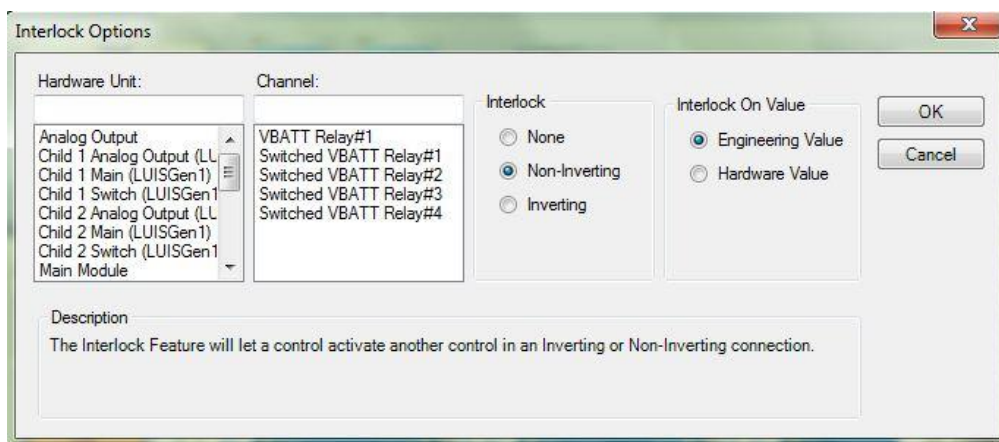 Interlock Options
Hardware Unit:
Analog Output
Child 1 Analog Output (LU
Child 1 Main (LUISGen1)
Child 1 Switch (LUISGen1
Child 2 Analog Output (LU
Child 2 Main (LUISGen1)
Child 2 Switch (LUISGen1
Main Module
Channel:
VBATT Relay#1
Switched VBATT Relay#1
Switched VBATT Relay#2
Switched VBATT Relay#3
Switched VBATT Relay#4
Interlock
None
Non-Inverting
Inverting
Interlock On Value
Engineering Value
Hardware Value
OK
Cancel
Description
The Interlock Feature will let a control activate another control in an Inverting or Non-Inverting connection.